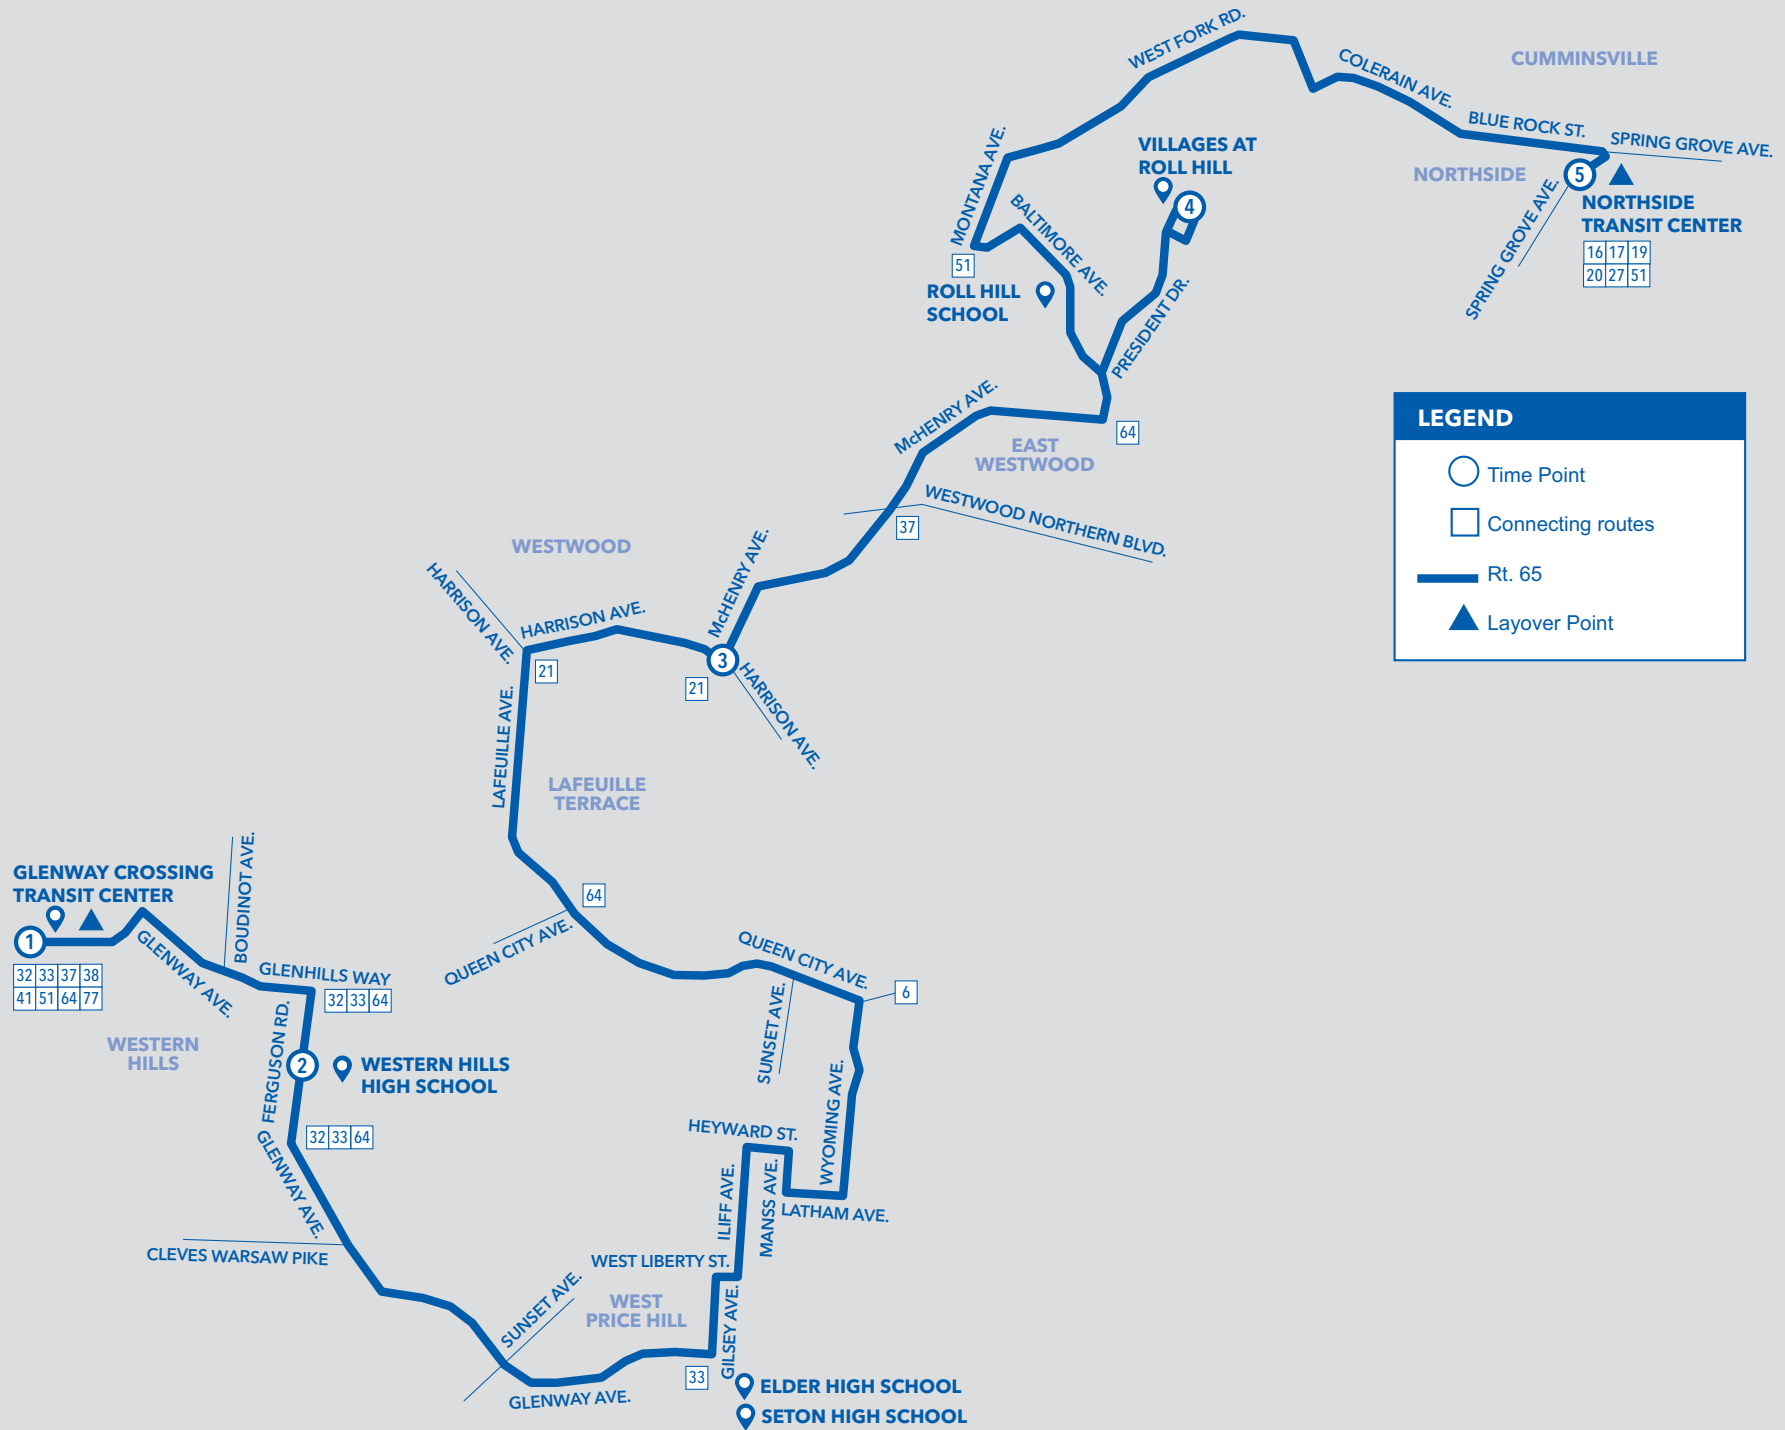 WEST FORK RD.
COLERAIN AVE.
CUMMINSVILLE
BLUE ROCK ST.
SPRING GROVE AVE.
MONTANA AVE.
VILLAGES AT
ROLL HILL
4
NORTHSIDE
5
SPRING GROVE AVE.
NORTHSIDE
TRANSIT CENTER
16 17 19
20 27 51
BALTIMORE AVE.
51
ROLL HILL
SCHOOL
PRESIDENT DR.
McHENRY AVE.
64
EAST
WESTWOOD
WESTWOOD NORTHERN BLVD.
37
LEGEND
Time Point
Connecting routes
Rt. 65
Layover Point
WESTWOOD
HARRISON AVE.
HARRISON AVE.
McHENRY AVE.
3
21
21
HARRISON AVE.
LAFEUILLE AVE.
LAFEUILLE
TERRACE
64
QUEEN CITY AVE.
QUEEN CITY AVE.
6
SUNSET AVE.
GLENWAY CROSSING
TRANSIT CENTER
1
32 33 37 38
41 51 64 77
GLENWAY AVE.
BOUDINOT AVE.
GLENHILLS WAY
32 33 64
WESTERN
HILLS
FERGUSON RD.
2
WESTERN HILLS
HIGH SCHOOL
32 33 64
GLENWAY AVE.
CLEVES WARSAW PIKE
HEYWARD ST.
WYOMING AVE.
ILIFF AVE.
MANSS AVE.
LATHAM AVE.
WEST LIBERTY ST.
SUNSET AVE.
WEST
PRICE HILL
GILSEY AVE.
33
GLENWAY AVE.
ELDER HIGH SCHOOL
SETON HIGH SCHOOL